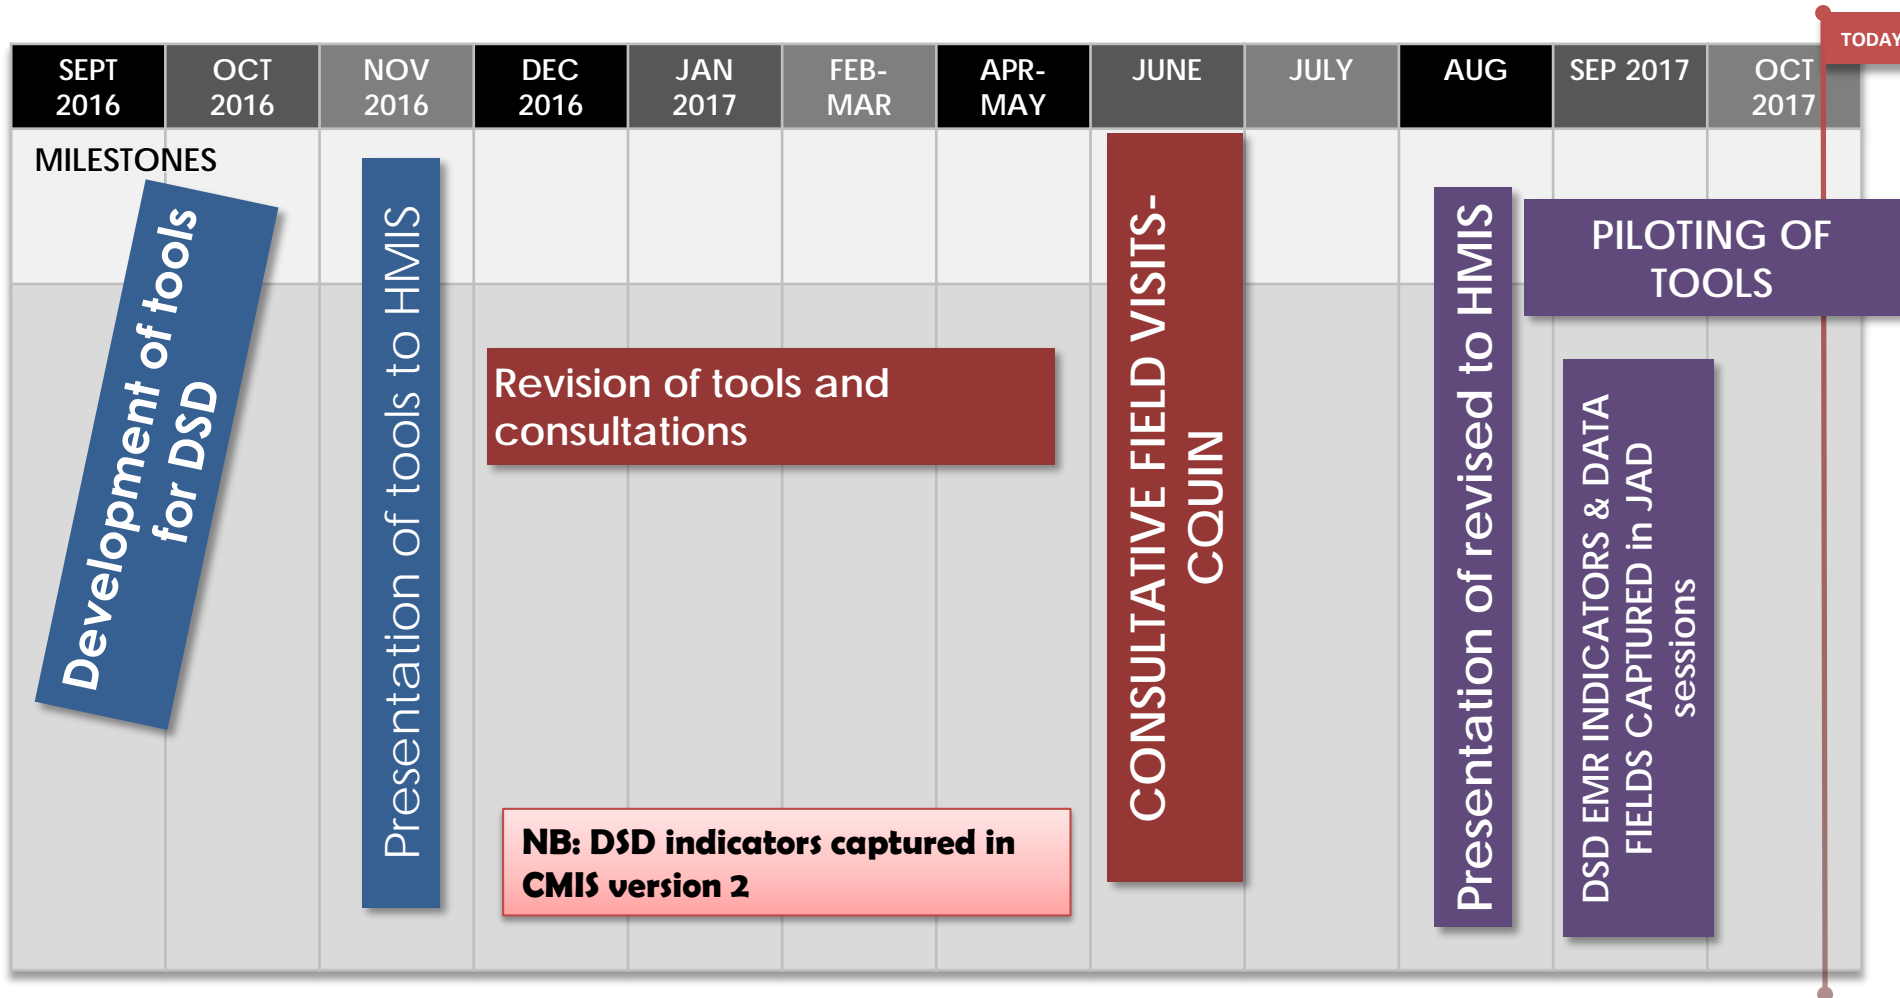 TODAY
SEPT
2016
OCT
2016
NOV
2016
DEC
2016
JAN
2017
FEB-
MAR
APR-
MAY
JUNE
JULY
AUG
SEP 2017
OCT
2017
MILESTONES
Development of tools
for DSD
Presentation of tools to HMIS
Revision of tools and
consultations
NB: DSD indicators captured in
CMIS version 2
CONSULTATIVE FIELD VISITS-
CQUIN
Presentation of revised to HMIS
PILOTING OF
TOOLS
DSD EMR INDICATORS & DATA
FIELDS CAPTURED in JAD
sessions